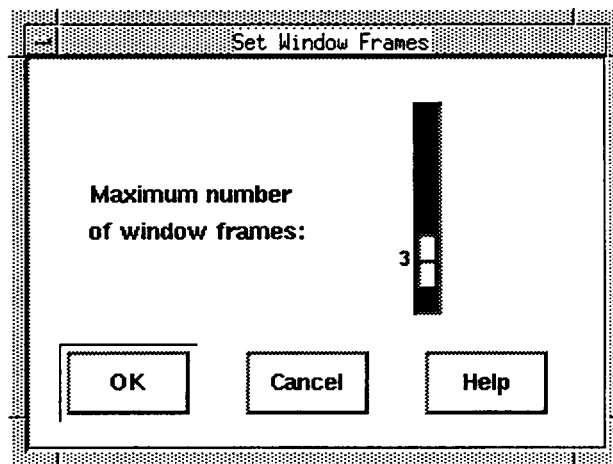 Set Window Frames
Maximum number
of window frames:
3
OK
Cancel
Help